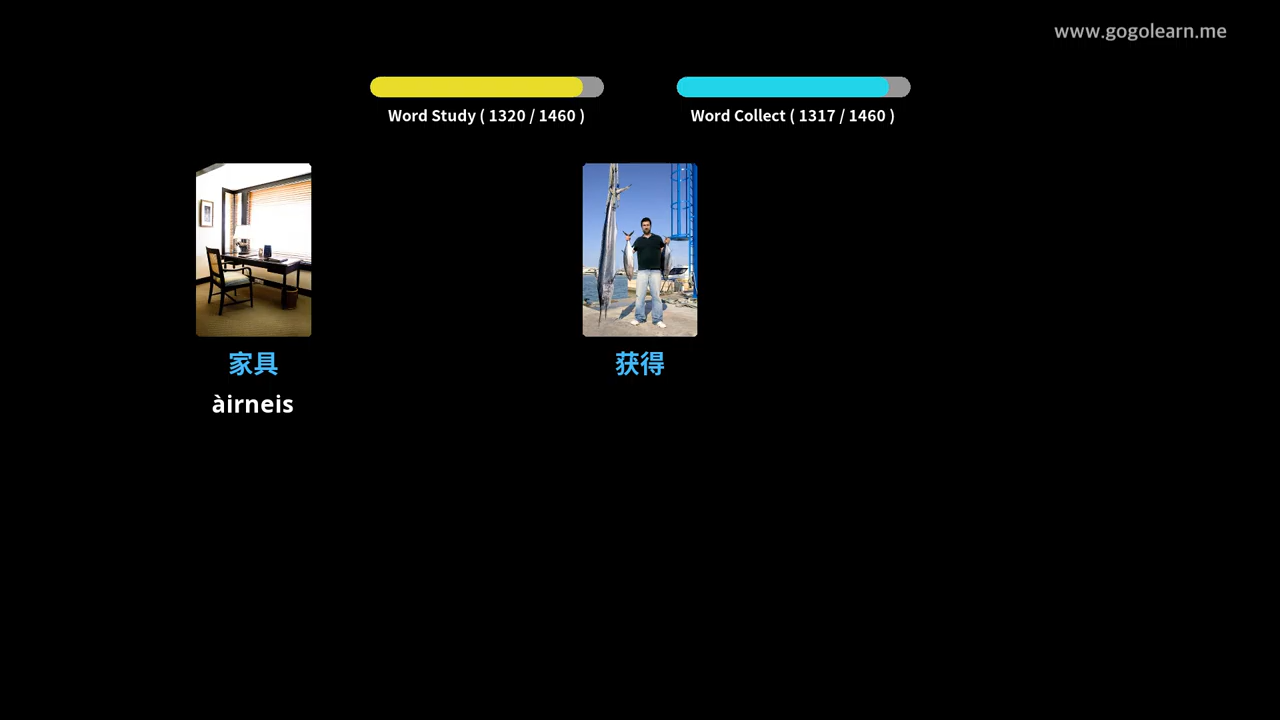 www.gogolearn.me
Word Study ( 1320 / 1460 )
Word Collect ( 1317 / 1460 )
家具
获得
àirneis